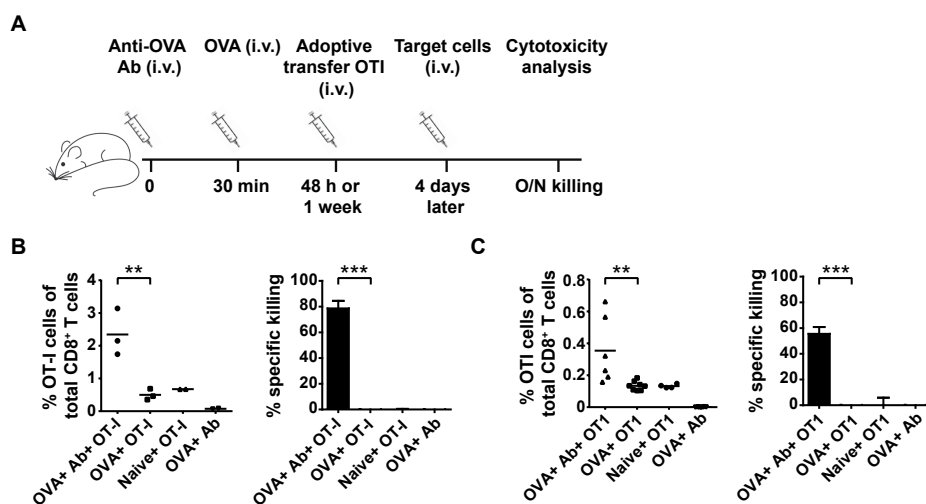 A
Anti-OVA
Ab (i.v.)
OVA (i.v.)
Adoptive
transfer OTI
(i.v.)
Target cells
(i.v.)
Cytotoxicity
analysis
0
30 min
48 h or
1 week
4 days
later
O/N killing
B
% OT-I cells of
total CD8+ T cells
4
3
2
1
0
**
OVA+ Ab+ OT-I
OVA+ OT-I
Naive+ OT-I
OVA+ Ab
% specific killing
100
80
60
40
20
0
***
OVA+ Ab+ OT-I
OVA+ OT-I
Naive+ OT-I
OVA+ Ab
C
% OTI cells of
total CD8+ T cells
0.8
0.6
0.4
0.2
0
**
OVA+ Ab+ OT1
OVA+ OT1
Naive+ OT1
OVA+ Ab
% specific killing
100
80
60
40
20
0
***
OVA+ Ab+ OT1
OVA+ OT1
Naive+ OT1
OVA+ Ab